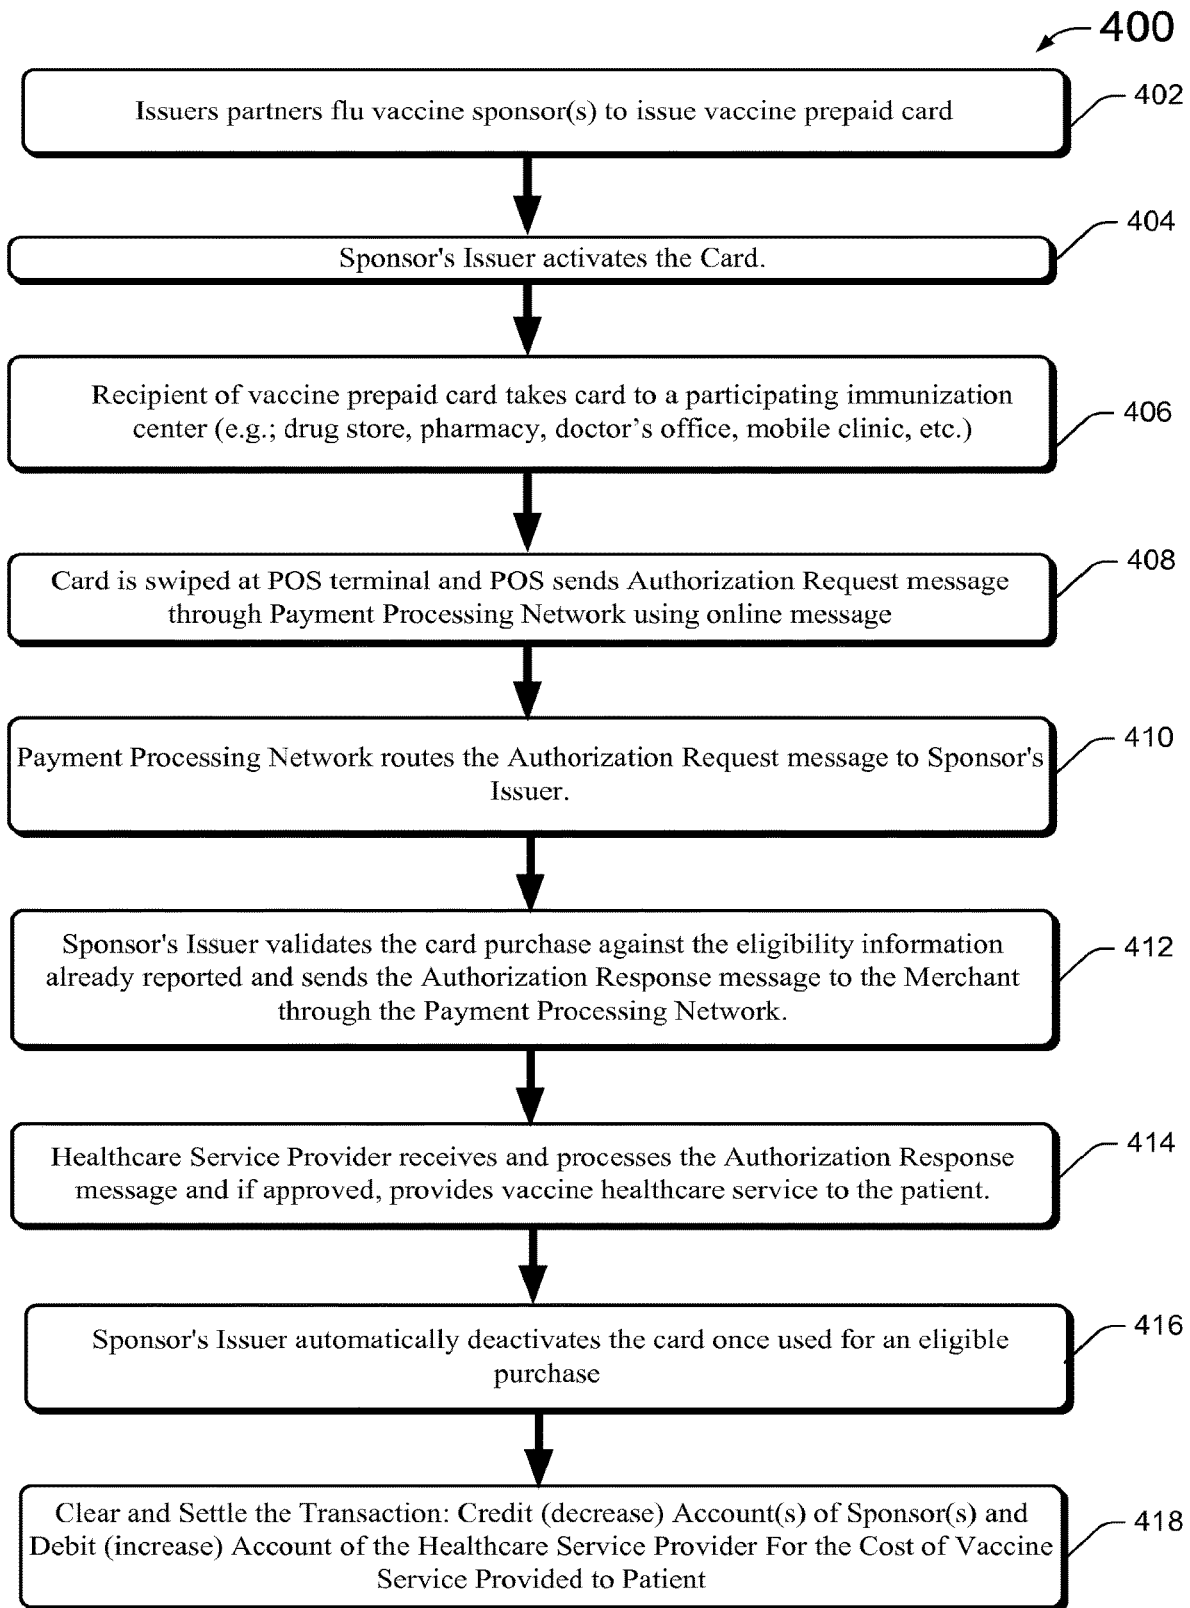 400
Issuers partners flu vaccine sponsor(s) to issue vaccine prepaid card
402
Sponsor's Issuer activates the Card.
404
Recipient of vaccine prepaid card takes card to a participating immunization
center (e.g.; drug store, pharmacy, doctor’s office, mobile clinic, etc.)
406
Card is swiped at POS terminal and POS sends Authorization Request message
through Payment Processing Network using online message
408
Payment Processing Network routes the Authorization Request message to Sponsor's
Issuer.
410
Sponsor's Issuer validates the card purchase against the eligibility information
already reported and sends the Authorization Response message to the Merchant
through the Payment Processing Network.
412
Healthcare Service Provider receives and processes the Authorization Response
message and if approved, provides vaccine healthcare service to the patient.
414
Sponsor's Issuer automatically deactivates the card once used for an eligible
purchase
416
Clear and Settle the Transaction: Credit (decrease) Account(s) of Sponsor(s) and
Debit (increase) Account of the Healthcare Service Provider For the Cost of Vaccine
Service Provided to Patient
418